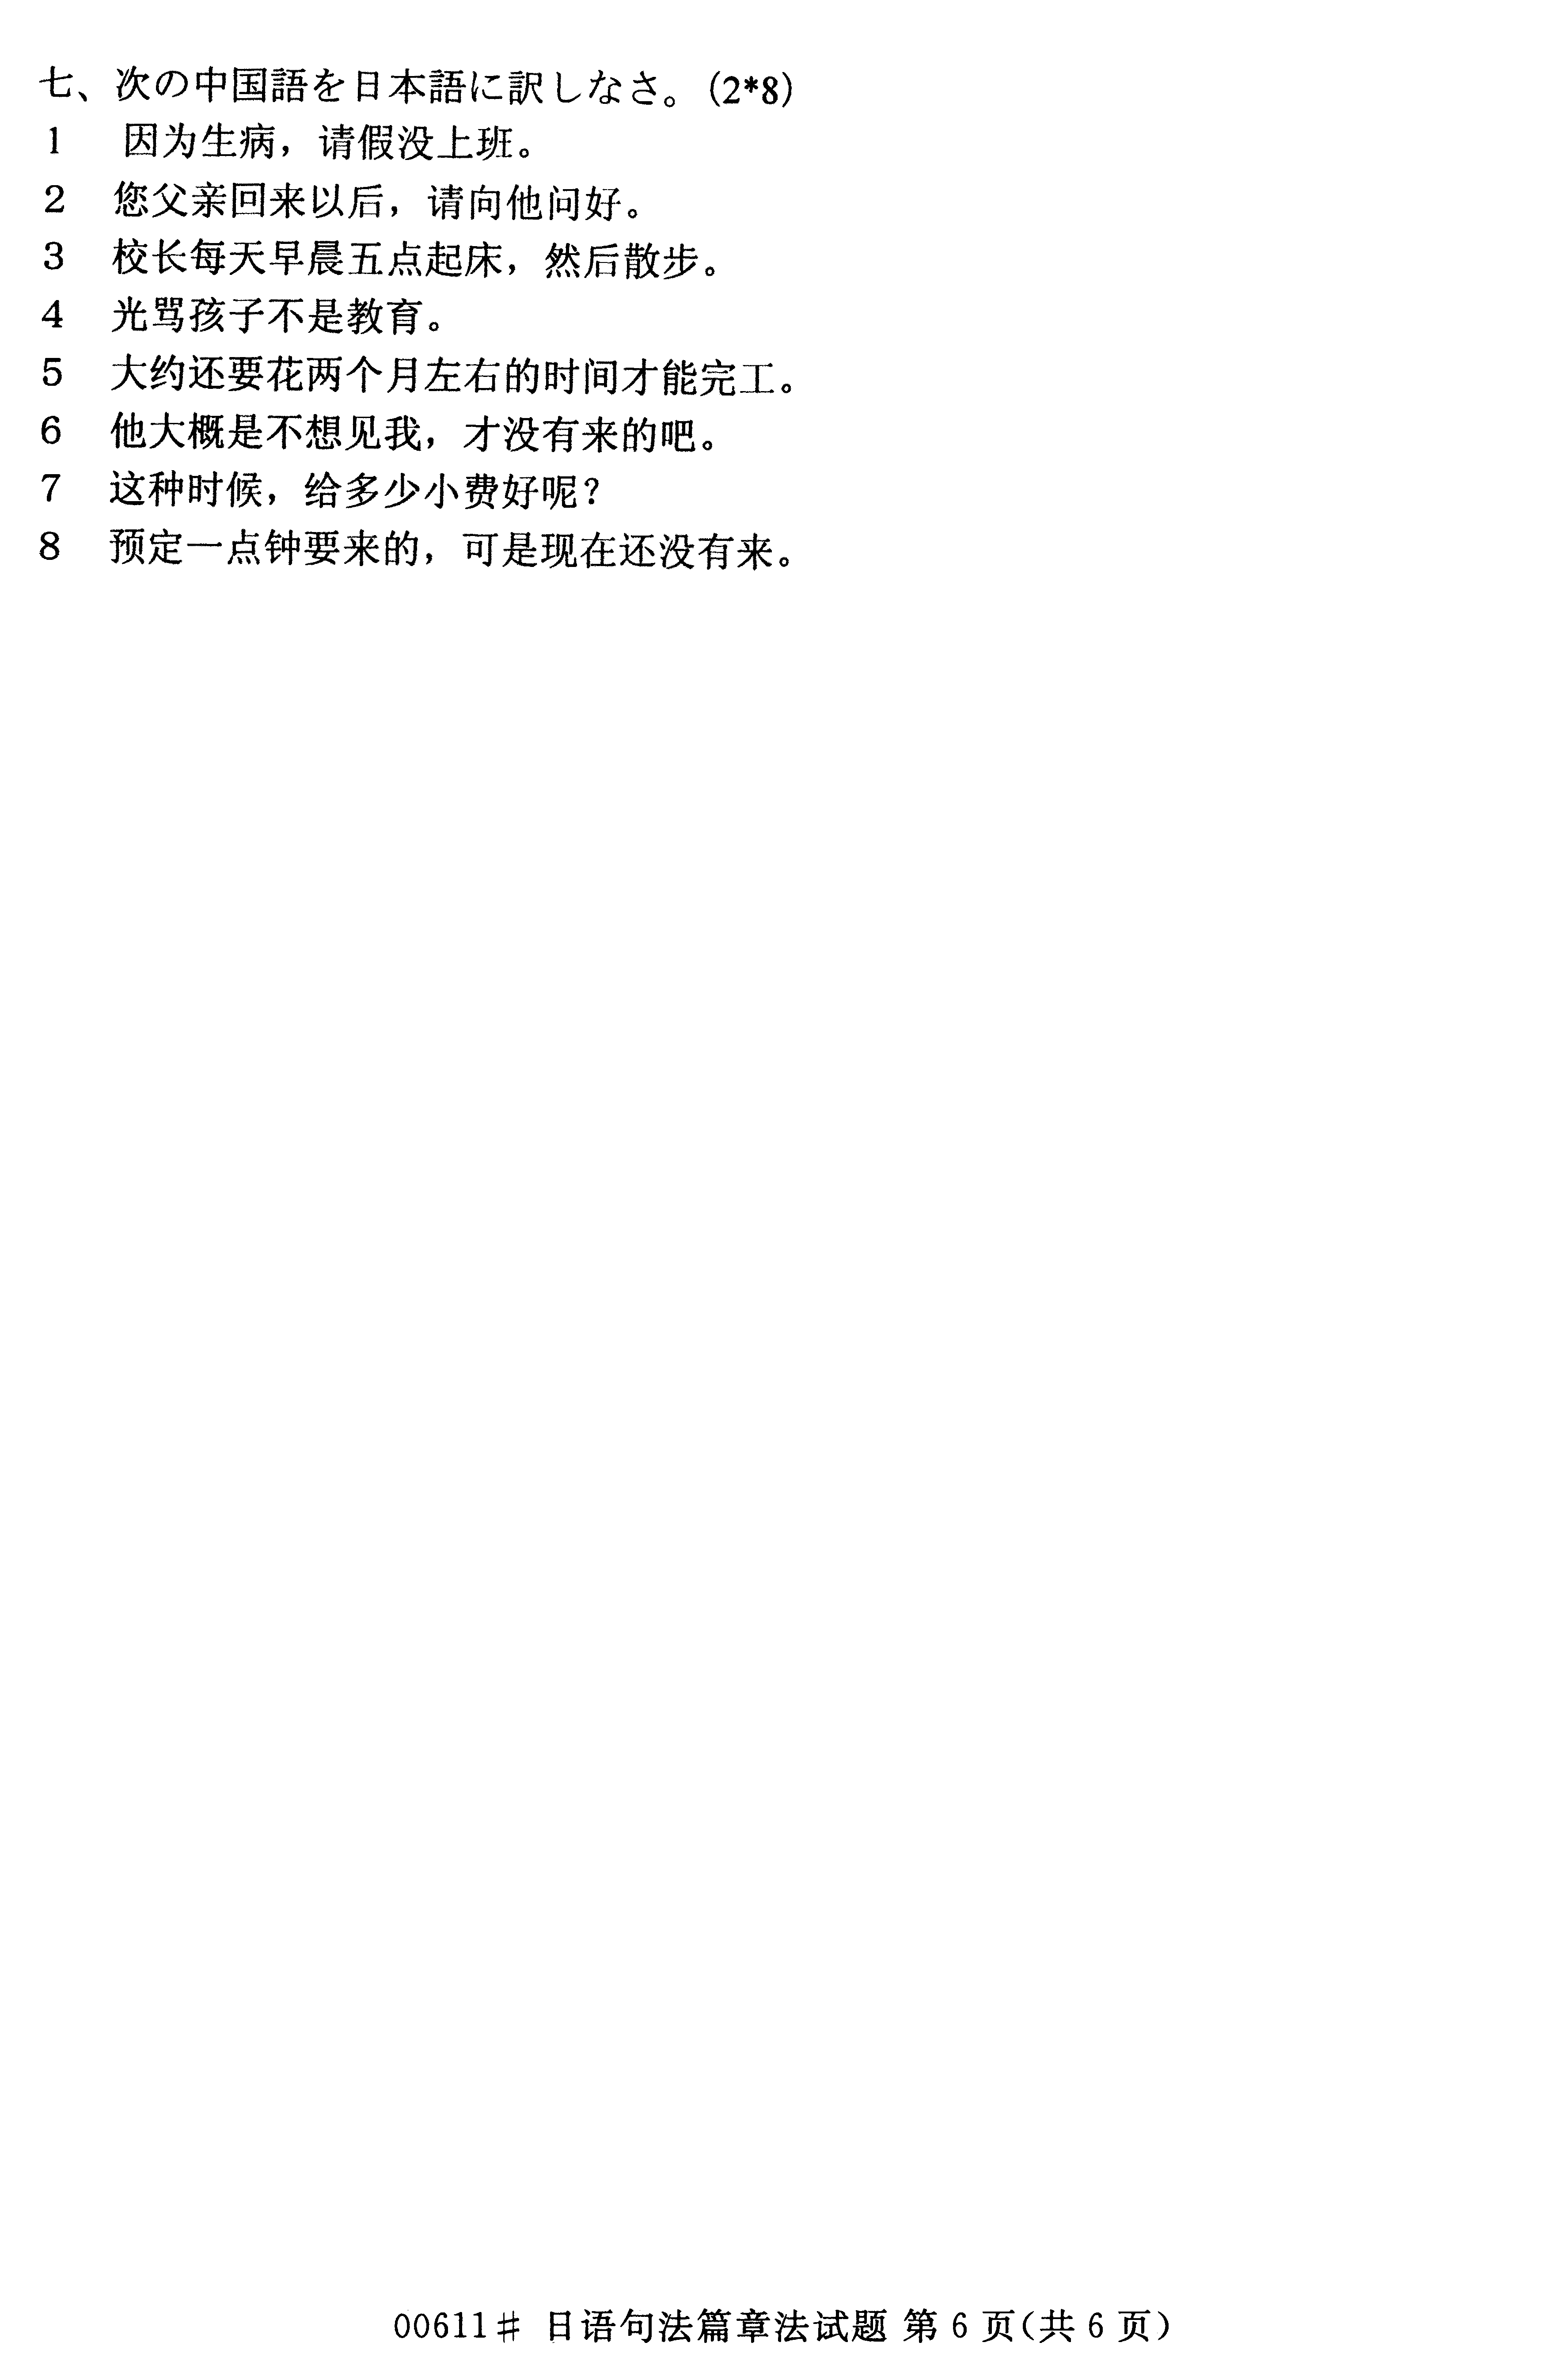 七、次の中国語を日本語に訳しなさ。(2*8)
1 因为生病，请假没上班。
2 您父亲回来以后，请向他问好。
3 校长每天早晨五点起床，然后散步。
4 光骂孩子不是教育。
5 大约还要花两个月左右的时间才能完工。
6 他大概是不想见我，才没有来的吧。
7 这种时候，给多少小费好呢？
8 预定一点钟要来的，可是现在还没有来。
00611# 日语句法篇章法试题 第 6 页(共 6 页)